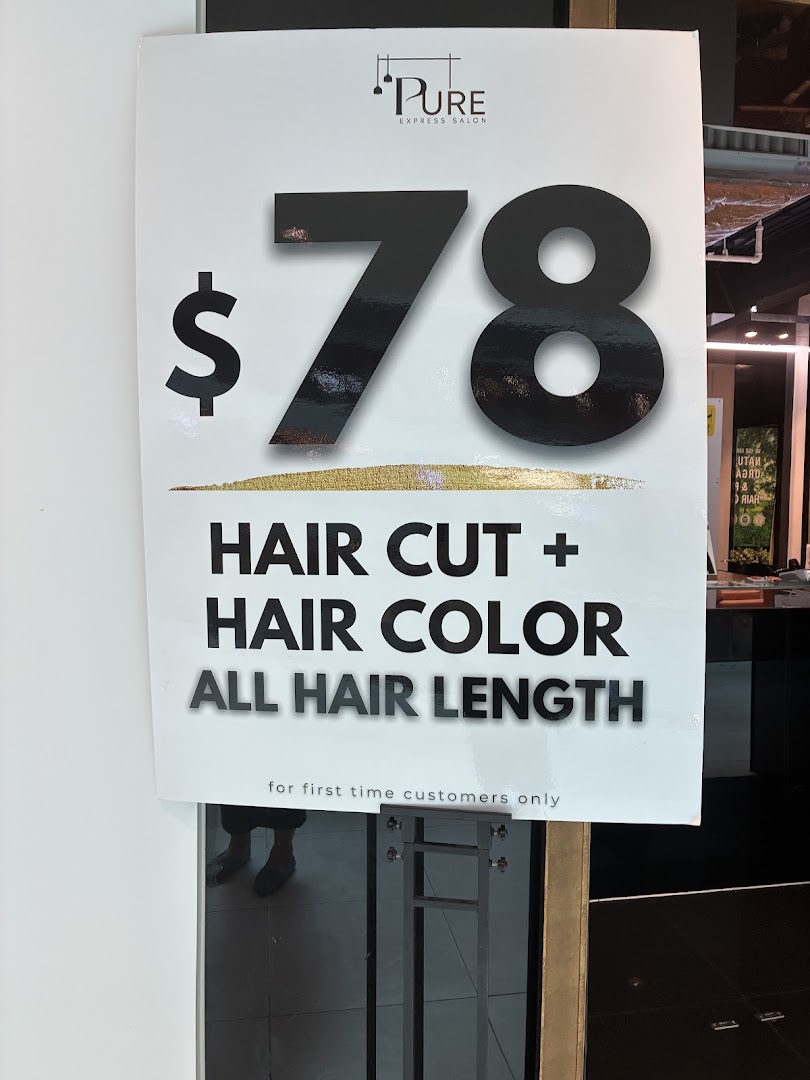 PURE
EXPRESS SALON
$78
HAIR CUT +
HAIR COLOR
ALL HAIR LENGTH
for first time customers only